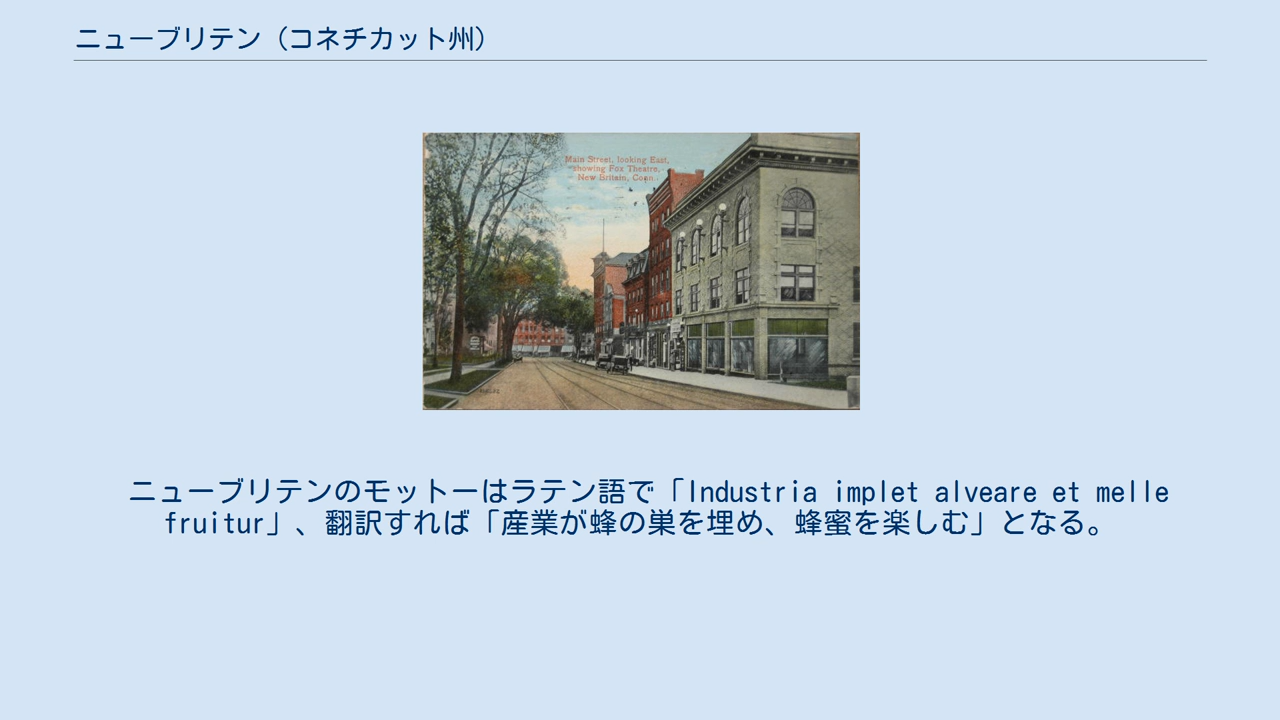 ニューブリテン（コネチカット州）
Main Street, looking East,
showing Fox Theatre,
New Britain, Conn.
ニューブリテンのモットーはラテン語で「Industria implet alveare et melle
fruitur」、翻訳すれば「産業が蜂の巣を埋め、蜂蜜を楽しむ」となる。